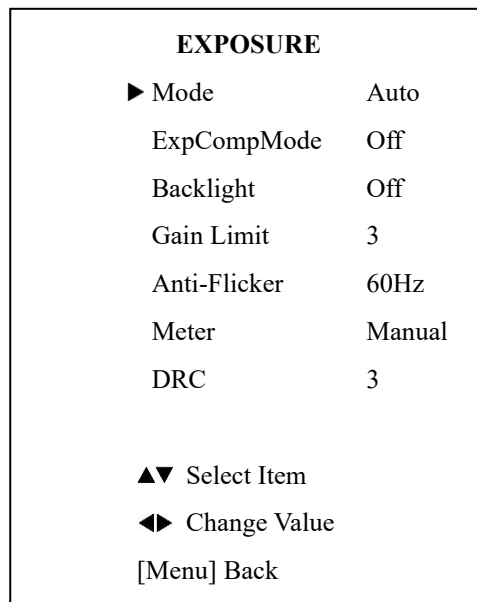 EXPOSURE
▶ Mode Auto
ExpCompMode Off
Backlight Off
Gain Limit 3
Anti-Flicker 60Hz
Meter Manual
DRC 3
▲▼ Select Item
◀▶ Change Value
[Menu] Back